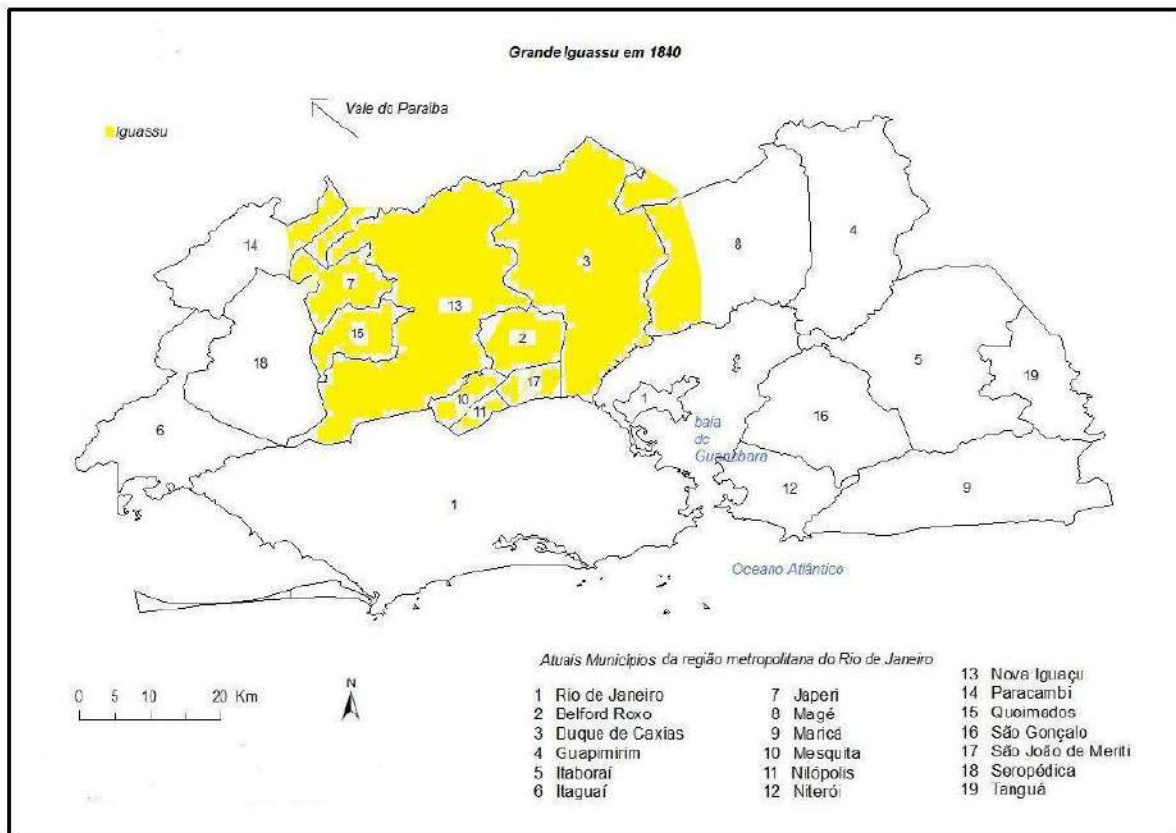 Grande Iguassu em 1840
Vale do Paraíba
Iguassu
14
7
13
3
8
4
15
2
18
10
17
11
1
5
19
16
6
baía
de
Guanabara
12
9
1
Oceano Atlântico
Atuais Municípios da região metropolitana do Rio de Janeiro
0 5 10 20 Km
N
1 Rio de Janeiro
2 Belford Roxo
3 Duque de Caxias
4 Guapimirim
5 Itaboraí
6 Itaguaí
7 Japeri
8 Magé
9 Maricá
10 Mesquita
11 Nilópolis
12 Niterói
13 Nova Iguaçu
14 Paracambi
15 Queimados
16 São Gonçalo
17 São João de Meriti
18 Seropédica
19 Tanguá